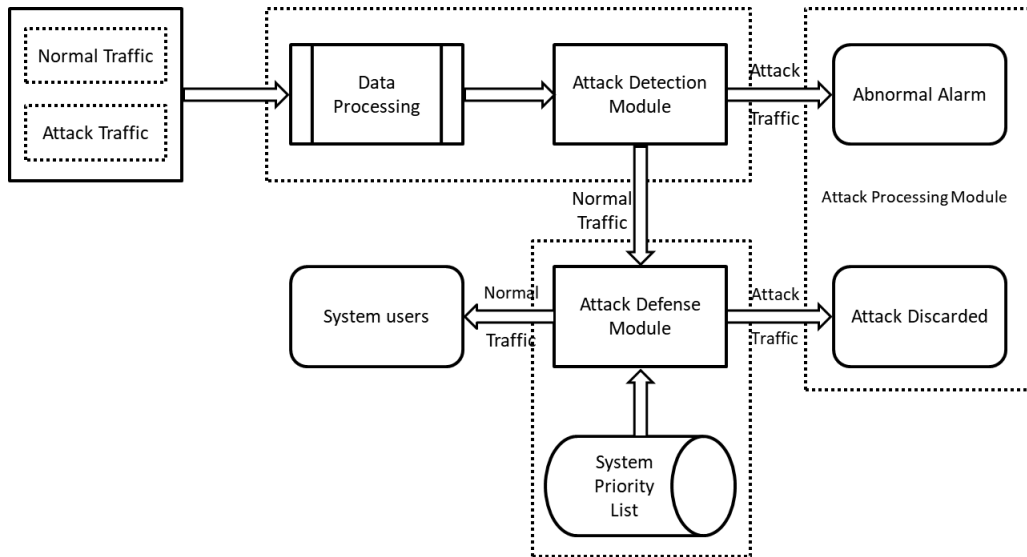 Normal Traffic
Attack Traffic
Data
Processing
Attack Detection
Module
Attack
Traffic
Abnormal Alarm
Attack Processing Module
Normal
Traffic
System users
Normal
Traffic
Attack Defense
Module
Attack
Traffic
Attack Discarded
System
Priority
List